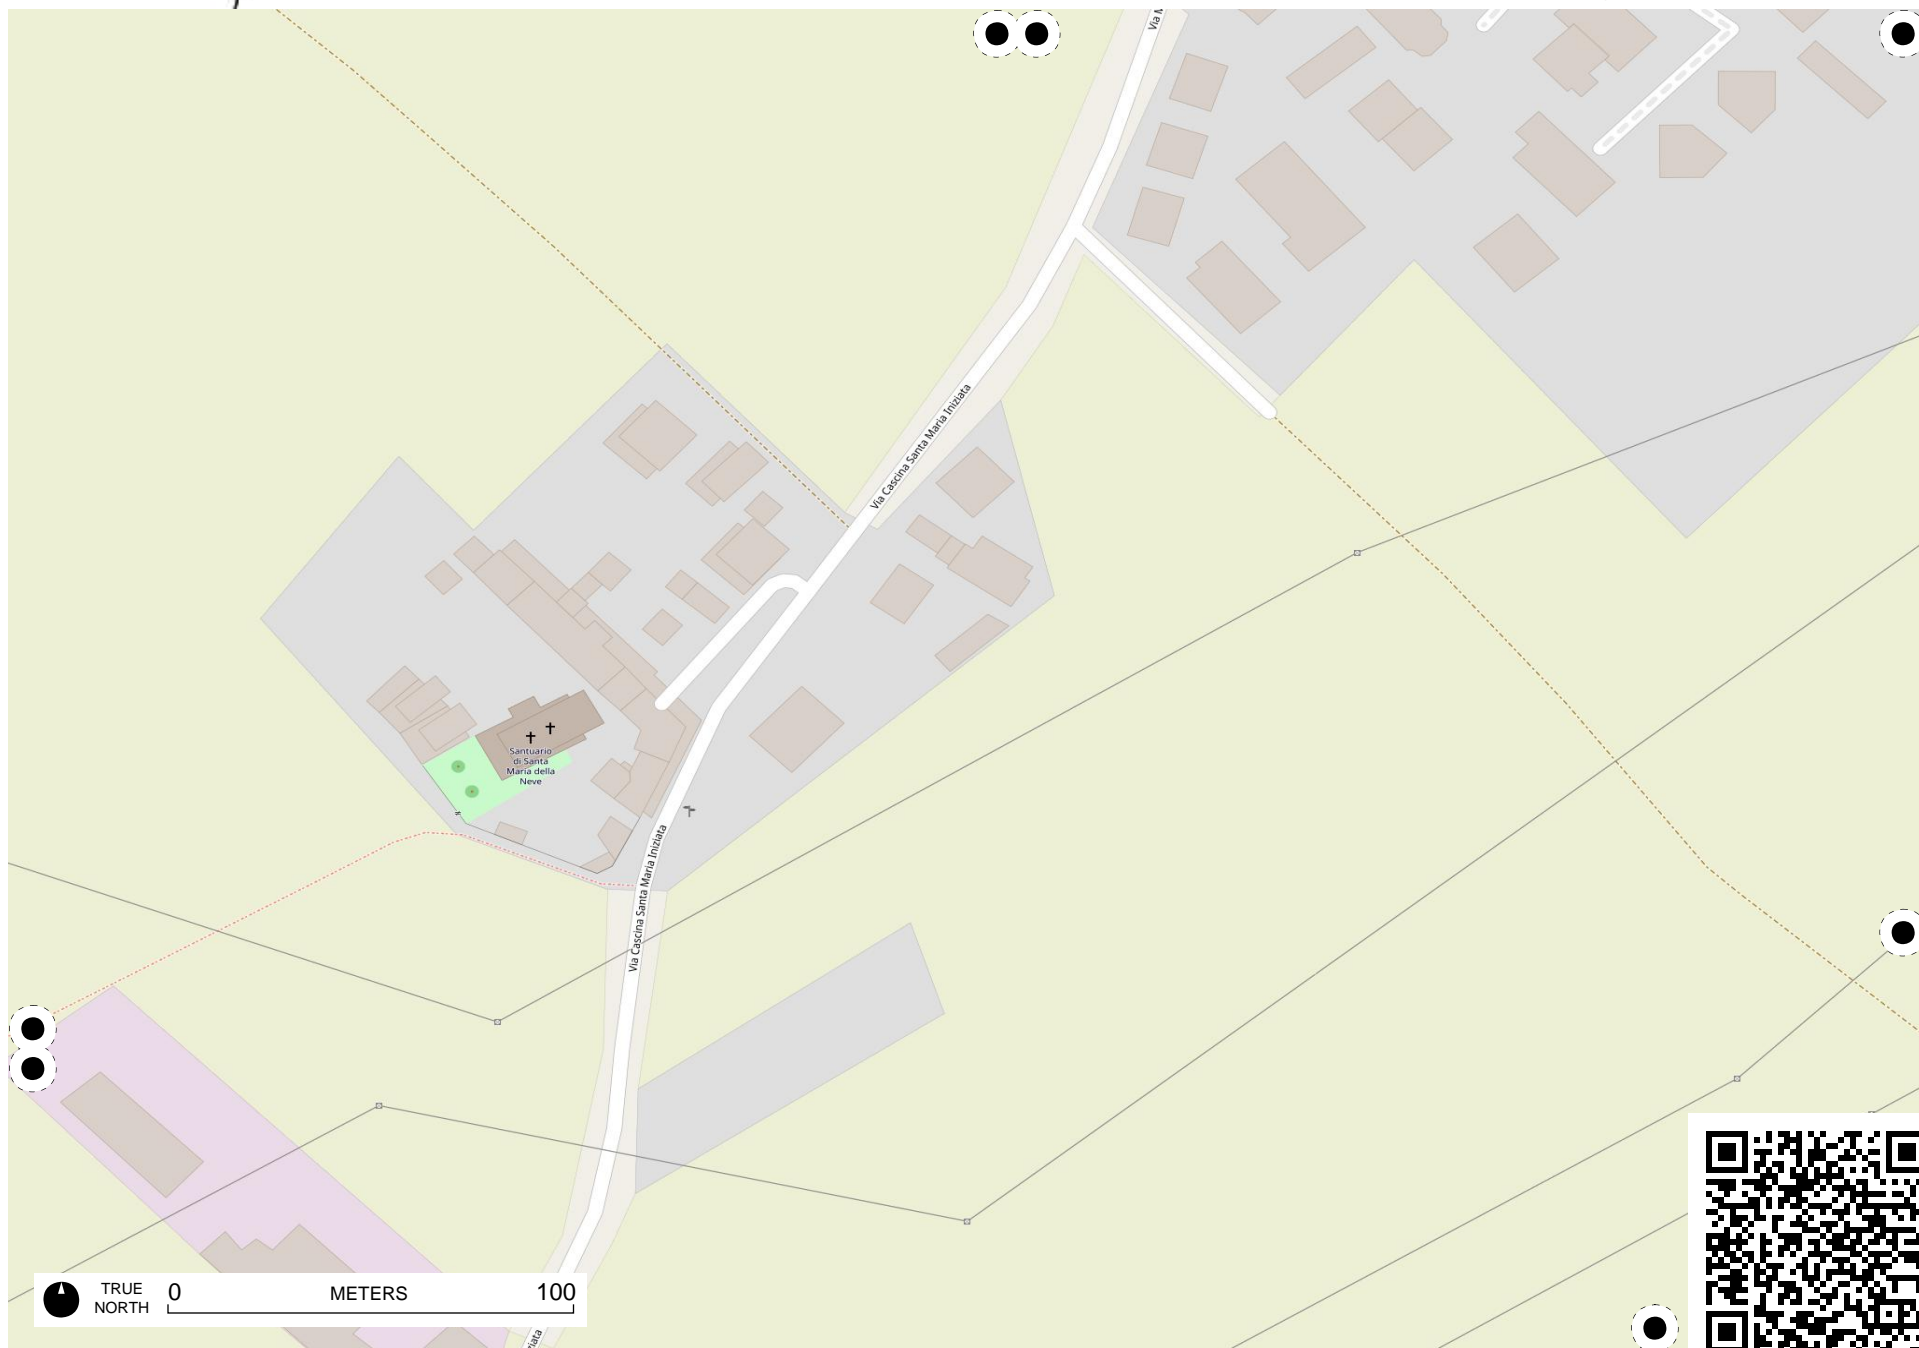 Via Cascina Santa Maria Iniziata
Santuario
di Santa
Maria della
Neve
Via Cascina Santa Maria Iniziata
TRUE
NORTH
0
METERS
100